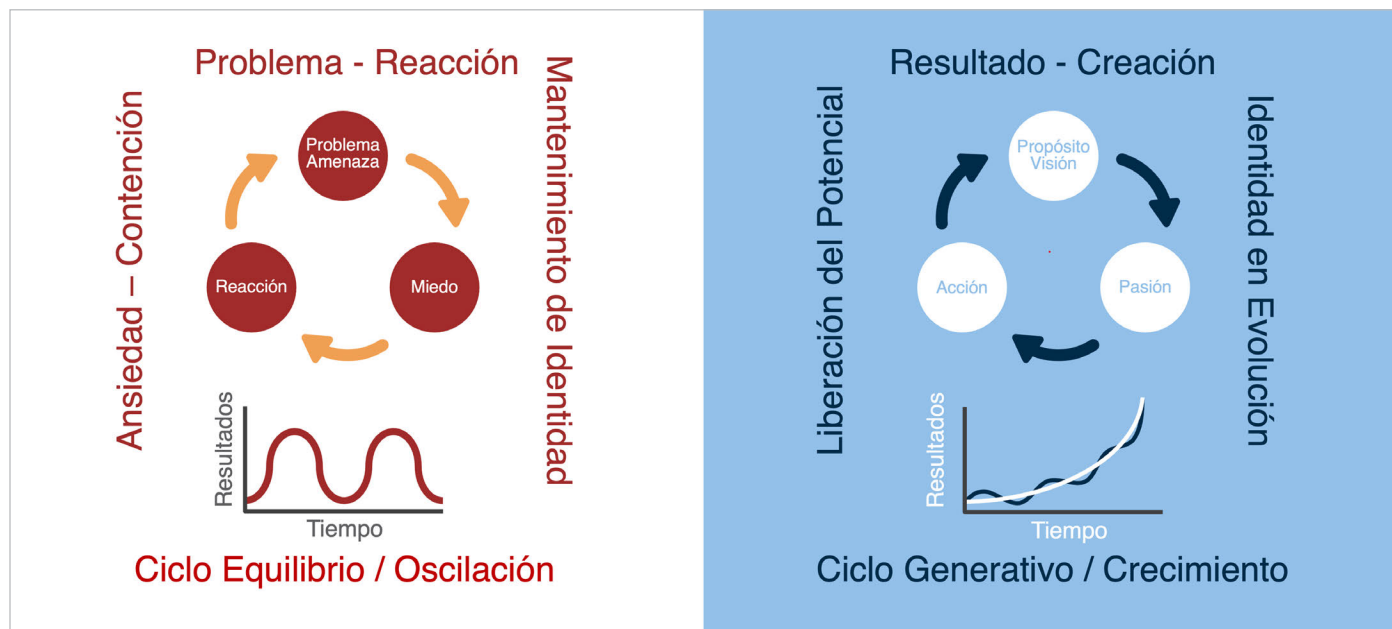 Problema - Reacción
Ansiedad – Contención
Mantenimiento de Identidad
Problema
Amenaza
Reacción
Miedo
Resultados
Tiempo
Ciclo Equilibrio / Oscilación
Resultado - Creación
Liberación del Potencial
Identidad en Evolución
Propósito
Visión
Acción
Pasión
Resultados
Tiempo
Ciclo Generativo / Crecimiento